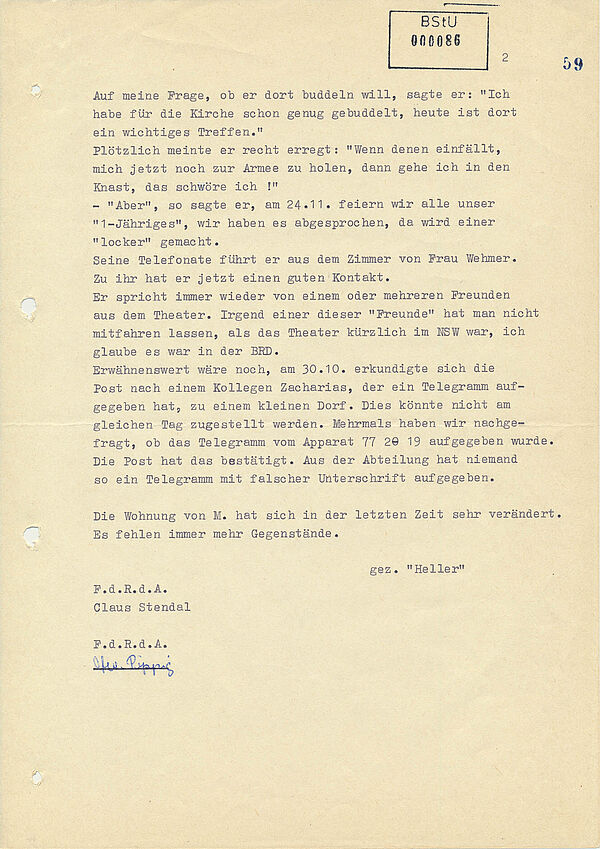 BStU
000086
2
59
Auf meine Frage, ob er dort buddeln will, sagte er: "Ich
habe für die Kirche schon genug gebuddelt, heute ist dort
ein wichtiges Treffen."
Plötzlich meinte er recht erregt: "Wenn denen einfällt,
mich jetzt noch zur Armee zu holen, dann gehe ich in den
Knast, das schwöre ich !"
- "Aber", so sagte er, am 24.11. feiern wir alle unser
"1-Jähriges", wir haben es abgesprochen, da wird einer
"locker" gemacht.
Seine Telefonate führt er aus dem Zimmer von Frau Wehmer.
Zu ihr hat er jetzt einen guten Kontakt.
Er spricht immer wieder von einem oder mehreren Freunden
aus dem Theater. Irgend einer dieser "Freunde" hat man nicht
mitfahren lassen, als das Theater kürzlich im NSW war, ich
glaube es war in der BRD.
Erwähnenswert wäre noch, am 30.10. erkundigte sich die
Post nach einem Kollegen Zacharias, der ein Telegramm auf-
gegeben hat, zu einem kleinen Dorf. Dies könnte nicht am
gleichen Tag zugestellt werden. Mehrmals haben wir nachge-
fragt, ob das Telegramm vom Apparat 77 20 19 aufgegeben wurde.
Die Post hat das bestätigt. Aus der Abteilung hat niemand
so ein Telegramm mit falscher Unterschrift aufgegeben.
Die Wohnung von M. hat sich in der letzten Zeit sehr verändert.
Es fehlen immer mehr Gegenstände.
gez. "Heller"
F.d.R.d.A.
Claus Stendal
F.d.R.d.A.
Pippig